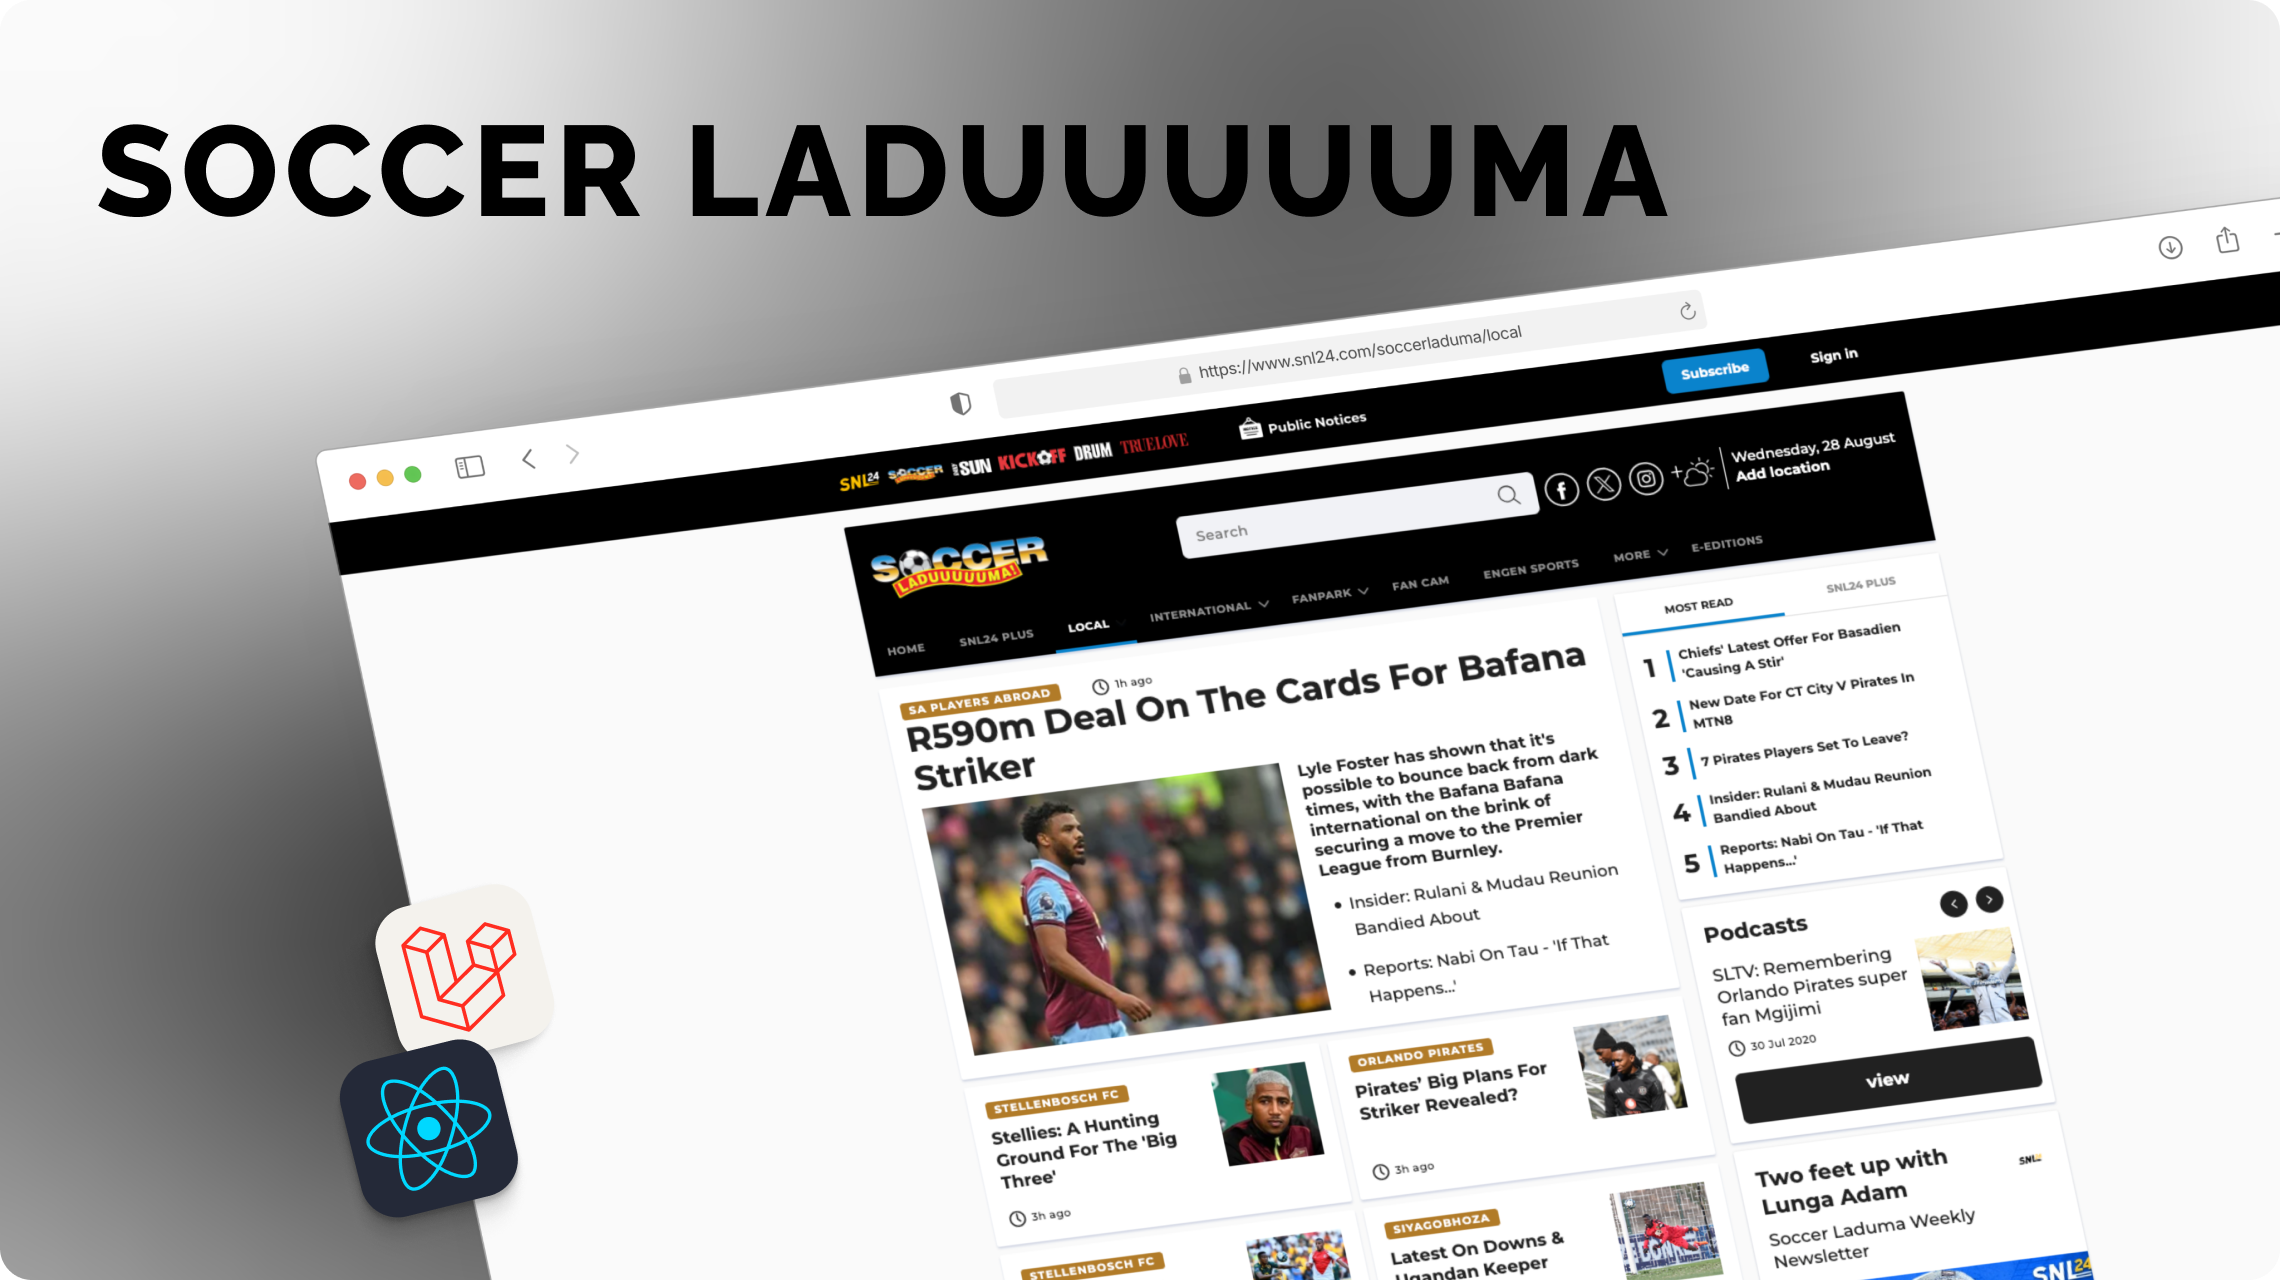 SOCCER LADUUUUUMA
https://www.snl24.com/soccerladuma/local
SNL24 SOCCER SUN KICKOFF DRUM TRUELOVE
Public Notices
Subscribe
Sign in
SOCCER
LADUUUUUMA!
Search
Wednesday, 28 August
Add location
HOME
SNL24 PLUS
LOCAL
INTERNATIONAL
FANPARK
FAN CAM
ENGEN SPORTS
MORE
E-EDITIONS
SA PLAYERS ABROAD
1h ago
R590m Deal On The Cards For Bafana
Striker
Lyle Foster has shown that it's
possible to bounce back from dark
times, with the Bafana Bafana
international on the brink of
securing a move to the Premier
League from Burnley.
• Insider: Rulani & Mudau Reunion
Bandied About
• Reports: Nabi On Tau - 'If That
Happens...'
MOST READ
SNL24 PLUS
1 Chiefs' Latest Offer For Basadien
'Causing A Stir'
2 New Date For CT City V Pirates In
MTN8
3 7 Pirates Players Set To Leave?
4 Insider: Rulani & Mudau Reunion
Bandied About
5 Reports: Nabi On Tau - 'If That
Happens...'
Podcasts
SLTV: Remembering
Orlando Pirates super
fan Mgijimi
30 Jul 2020
view
STELLENBOSCH FC
Stellies: A Hunting
Ground For The 'Big
Three'
3h ago
ORLANDO PIRATES
Pirates' Big Plans For
Striker Revealed?
3h ago
STELLENBOSCH FC
SIYAGOBHOZA
Latest On Downs &
Ugandan Keeper
Two feet up with
Lunga Adam
SNL
Soccer Laduma Weekly
Newsletter
SNL24